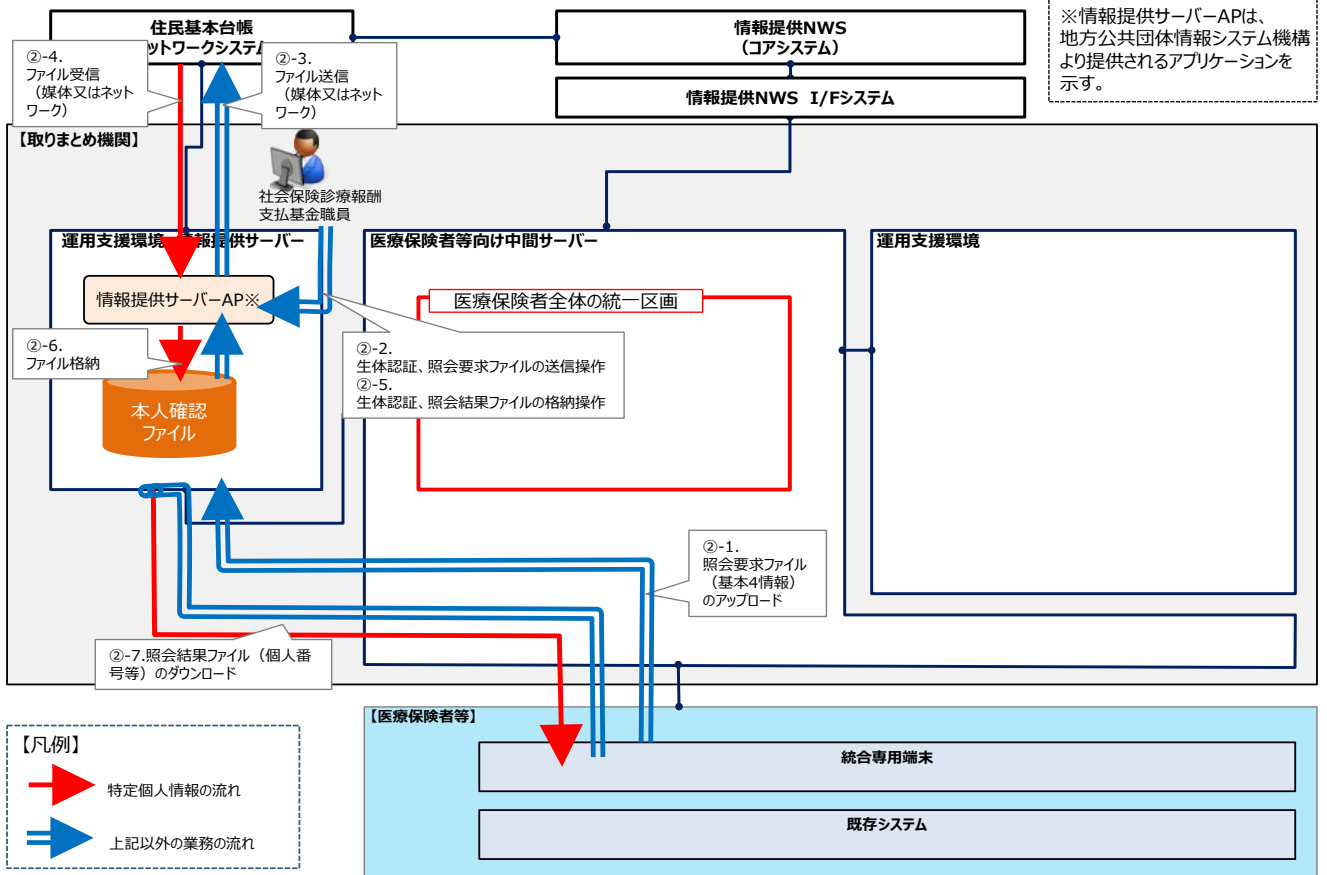 住民基本台帳
ットワークシステム
情報提供NWS
(コアシステム)
情報提供NWS I/Fシステム
※情報提供サーバーAPは、
地方公共団体情報システム機構
より提供されるアプリケーションを
示す。
②-4.
ファイル受信
（媒体又はネット
ワーク）
②-3.
ファイル送信
（媒体又はネット
ワーク）
【取りまとめ機関】
社会保険診療報酬
支払基金職員
運用支援環境 情報提供サーバー
医療保険者等向け中間サーバー
運用支援環境
情報提供サーバーAP※
医療保険者全体の統一区画
②-6.
ファイル格納
②-2.
生体認証、照会要求ファイルの送信操作
②-5.
生体認証、照会結果ファイルの格納操作
本人確認
ファイル
②-1.
照会要求ファイル
（基本4情報）
のアップロード
②-7.照会結果ファイル（個人番
号等）のダウンロード
【医療保険者等】
統合専用端末
既存システム
【凡例】
特定個人情報の流れ
上記以外の業務の流れ